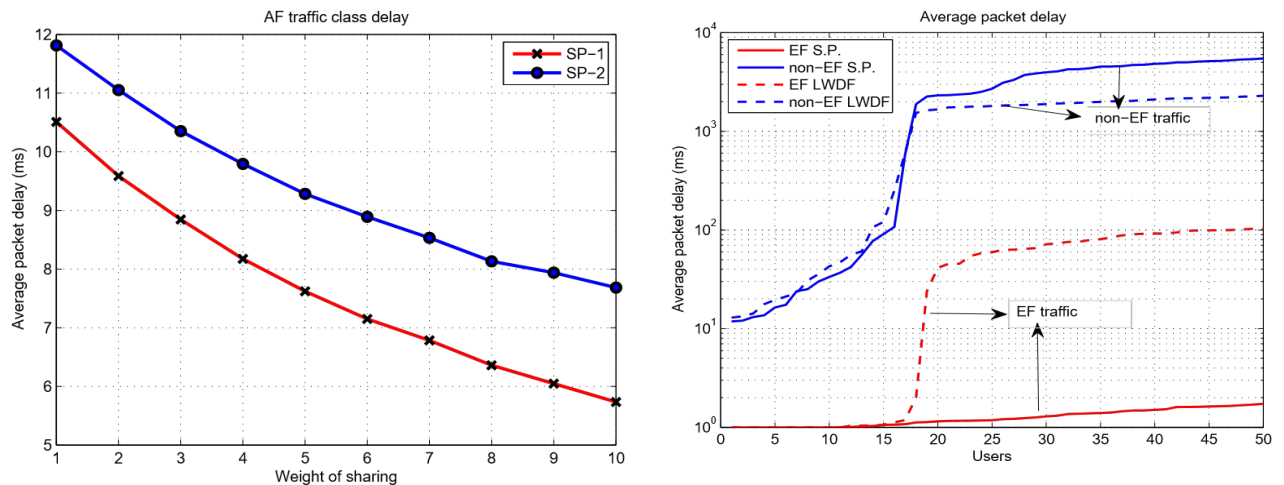 AF traffic class delay
12
11
10
9
8
7
6
5
Average packet delay (ms)
SP−1
SP−2
1 2 3 4 5 6 7 8 9 10
Weight of sharing
Average packet delay
10^4
10^3
10^2
10^1
10^0
Average packet delay (ms)
EF S.P.
non−EF S.P.
EF LWDF
non−EF LWDF
non−EF traffic
EF traffic
0 5 10 15 20 25 30 35 40 45 50
Users